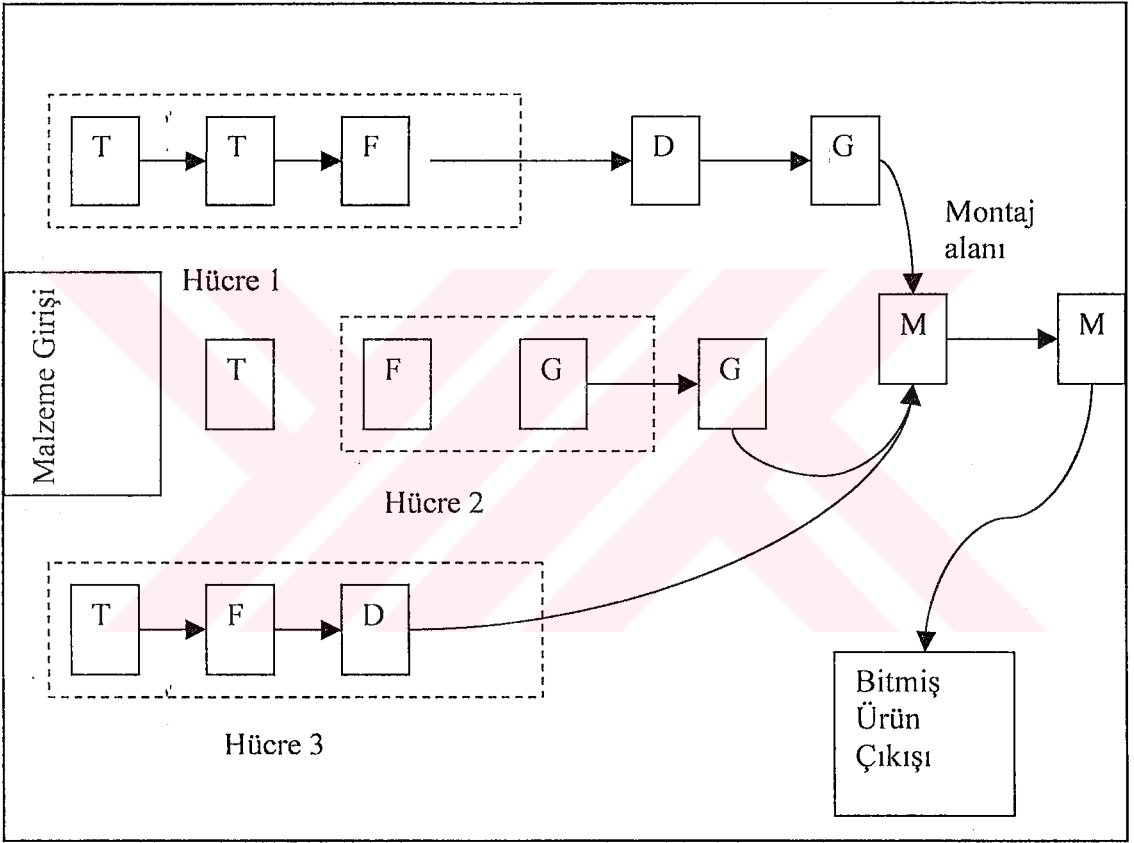 T T F D G
Montaj
alanı
Hücre 1
Malzeme Girişi
T F G G M M
Hücre 2
T F D
Hücre 3
Bitmiş
Ürün
Çıkışı